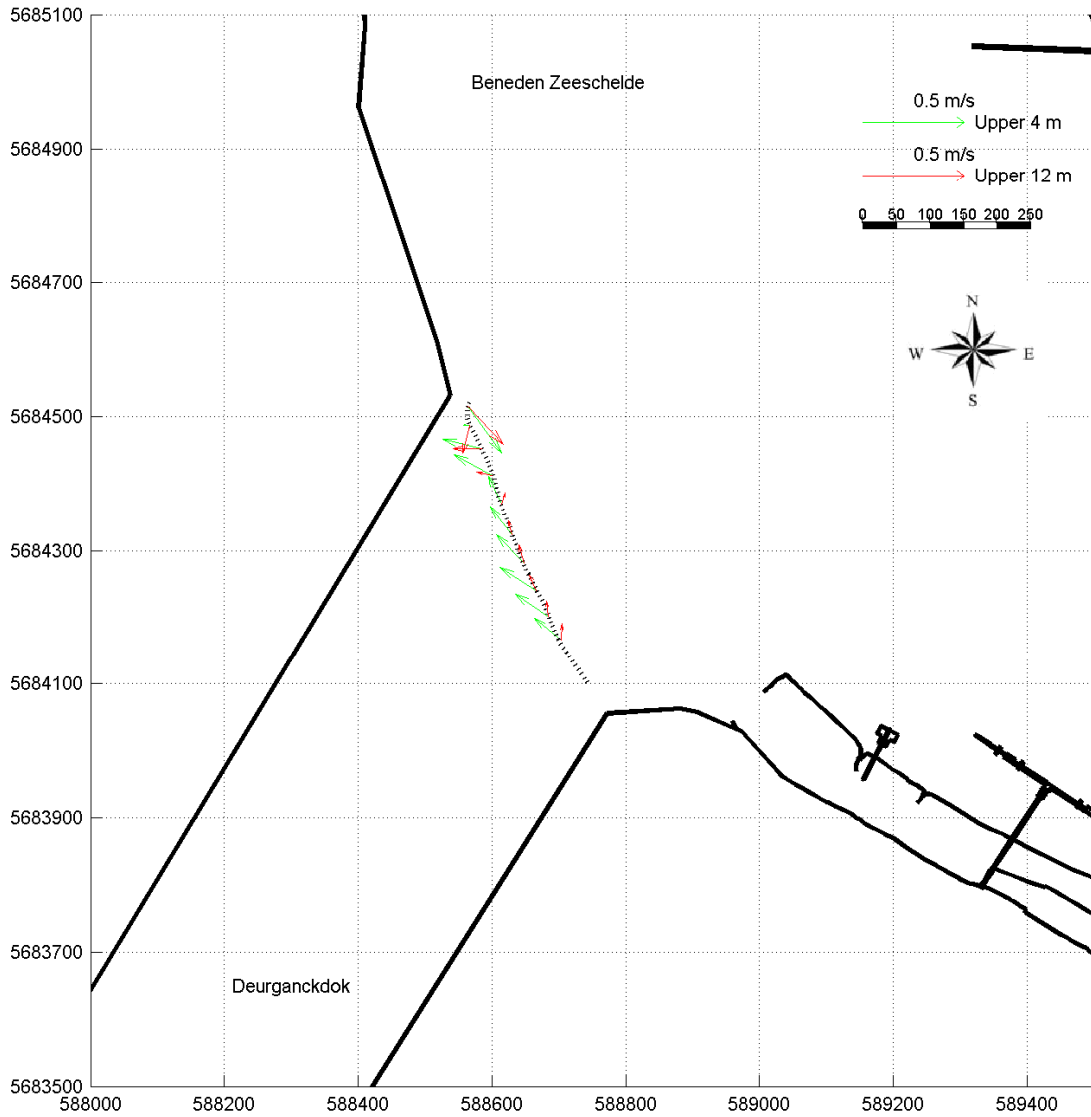 5685100
Beneden Zeeschelde
0.5 m/s
Upper 4 m
5684900
0.5 m/s
Upper 12 m
0 50 100 150 200 250
5684700
N
W E
S
5684500
5684300
5684100
5683900
5683700
Deurganckdok
5683500
588000 588200 588400 588600 588800 589000 589200 589400